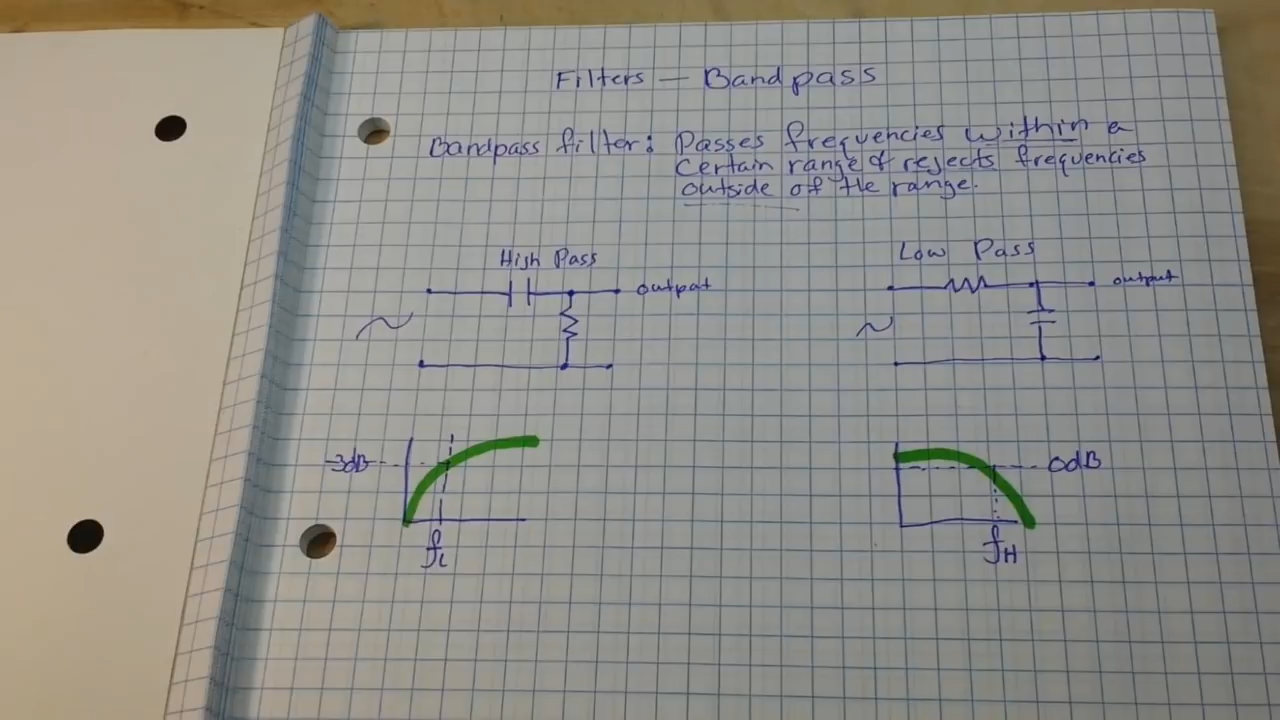 Filters — Bandpass
Bandpass filter: Passes frequencies within a
certain range & rejects frequencies
outside of the range.
High Pass
output
Low Pass
output
-3dB
fL
0dB
fH